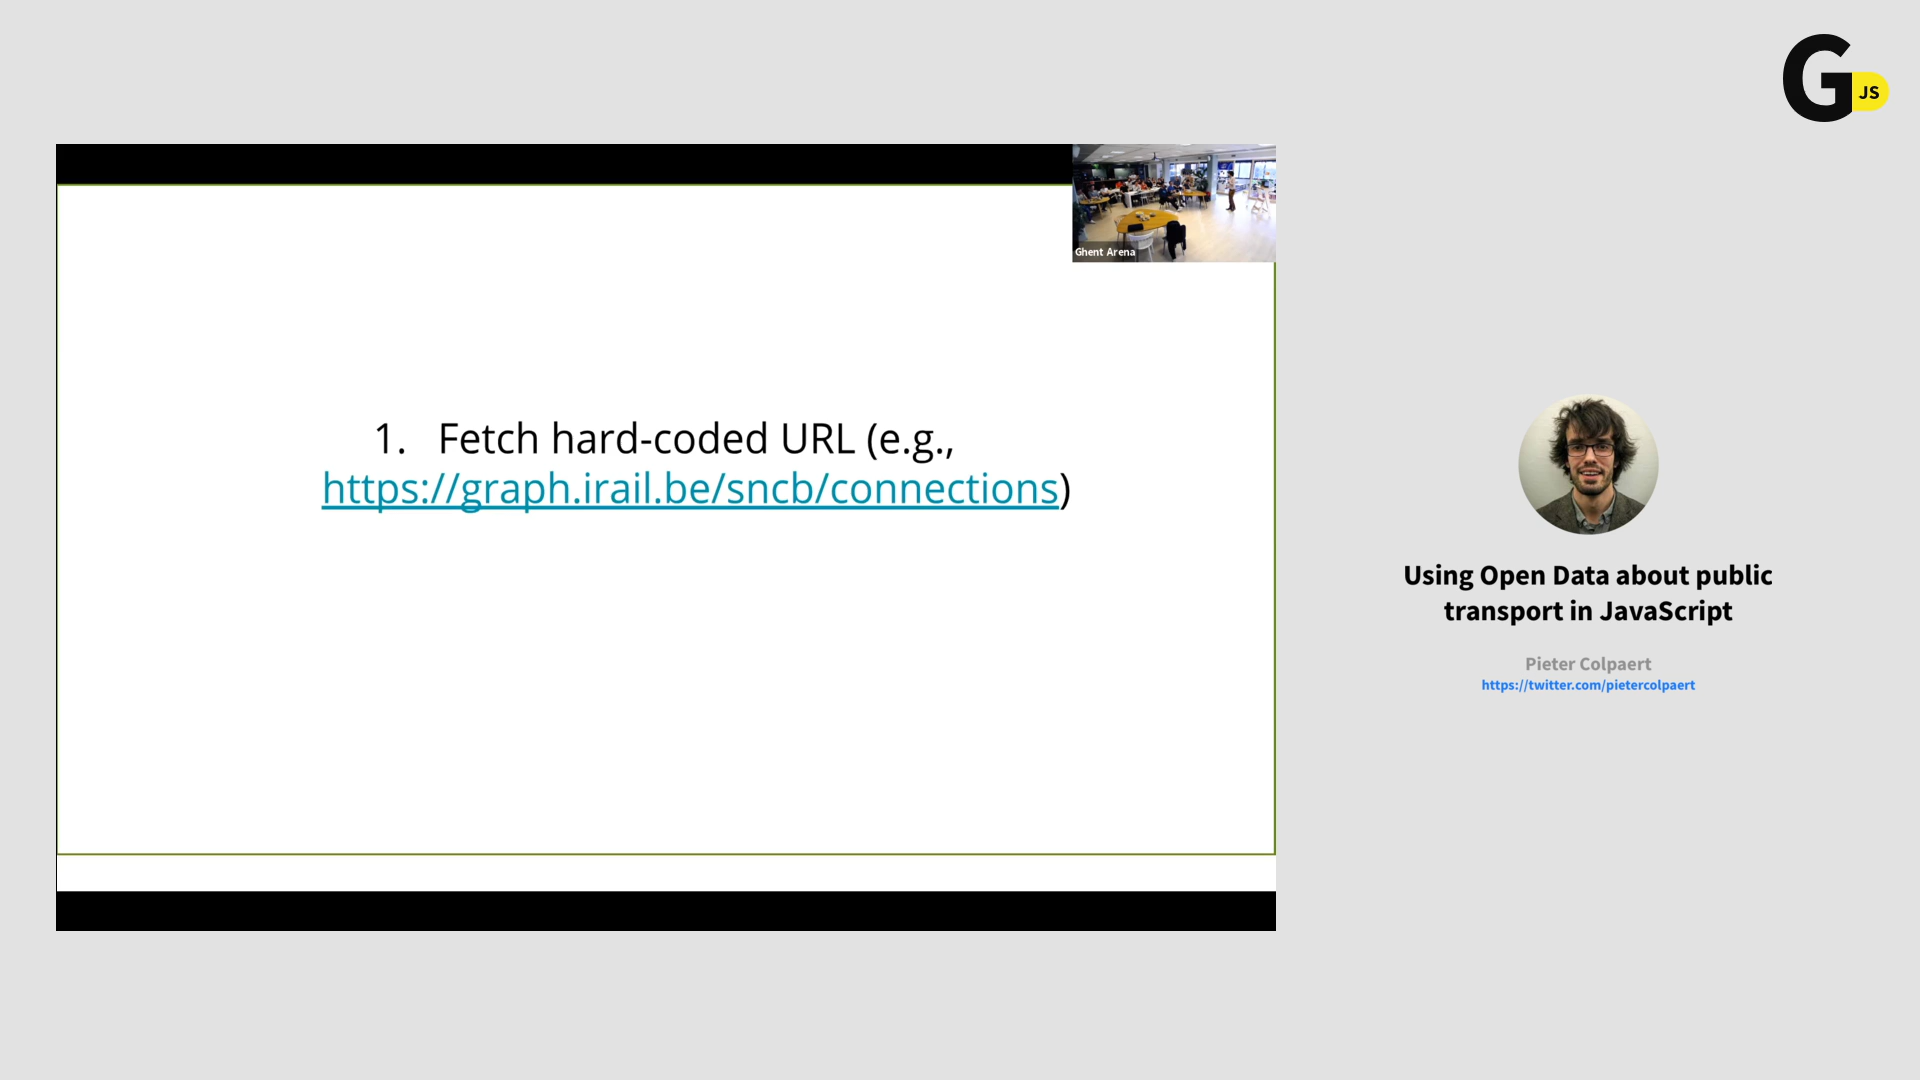 G JS
Ghent Arena
1. Fetch hard-coded URL (e.g.,
https://graph.irail.be/sncb/connections)
Using Open Data about public
transport in JavaScript
Pieter Colpaert
https://twitter.com/pietercolpaert